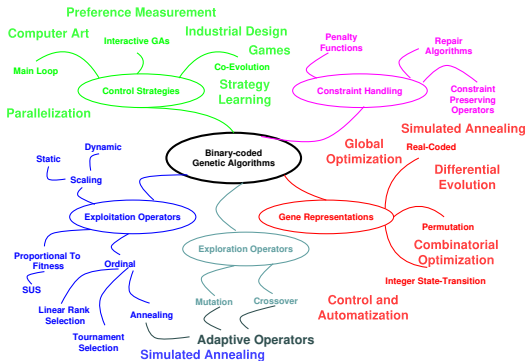 Preference Measurement
Computer Art
Interactive GAs
Industrial Design
Games
Main Loop
Co-Evolution
Control Strategies
Strategy
Learning
Parallelization
Penalty
Functions
Repair
Algorithms
Constraint Handling
Constraint
Preserving
Operators
Binary-coded
Genetic Algorithms
Global
Optimization
Simulated Annealing
Real-Coded
Differential
Evolution
Gene Representations
Permutation
Combinatorial
Optimization
Integer State-Transition
Control and
Automatization
Dynamic
Static
Scaling
Exploitation Operators
Proportional To
Fitness
SUS
Ordinal
Linear Rank
Selection
Tournament
Selection
Annealing
Simulated Annealing
Exploration Operators
Mutation
Crossover
Adaptive Operators